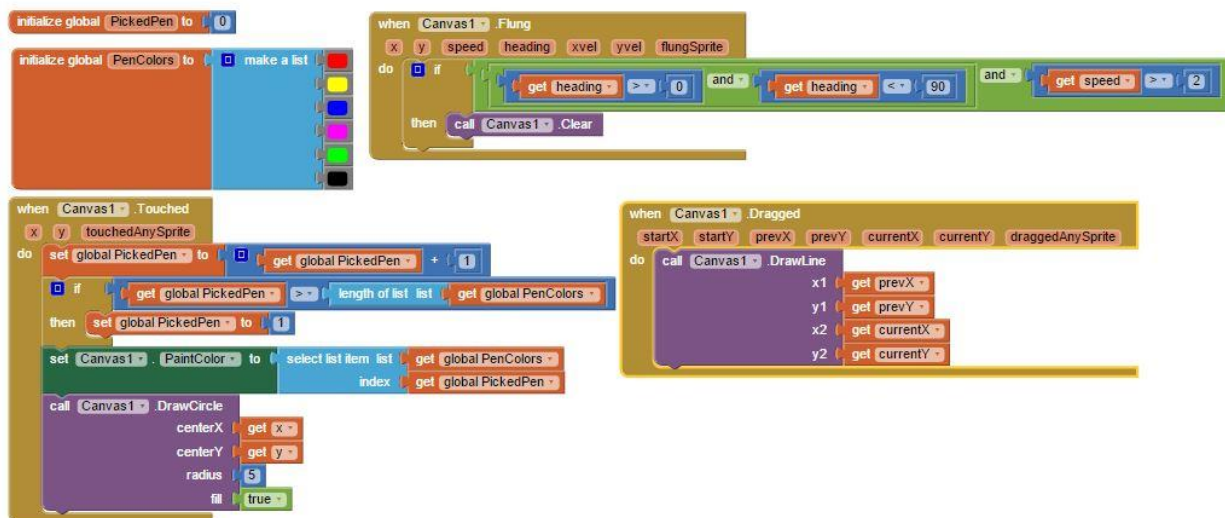 initialize global PickedPen to 0
initialize global PenColors to make a list
when Canvas1 .Flung
x y speed heading xvel yvel flungSprite
do if get heading > 0 and get heading < 90 and get speed > 2
then call Canvas1 .Clear
when Canvas1 .Touched
x y touchedAnySprite
do set global PickedPen to get global PickedPen + 1
if get global PickedPen > length of list list get global PenColors
then set global PickedPen to 1
set Canvas1 . PaintColor to select list item list get global PenColors
index get global PickedPen
call Canvas1 .DrawCircle
centerX get x
centerY get y
radius 5
fill true
when Canvas1 .Dragged
startX startY prevX prevY currentX currentY draggedAnySprite
do call Canvas1 .DrawLine
x1 get prevX
y1 get prevY
x2 get currentX
y2 get currentY